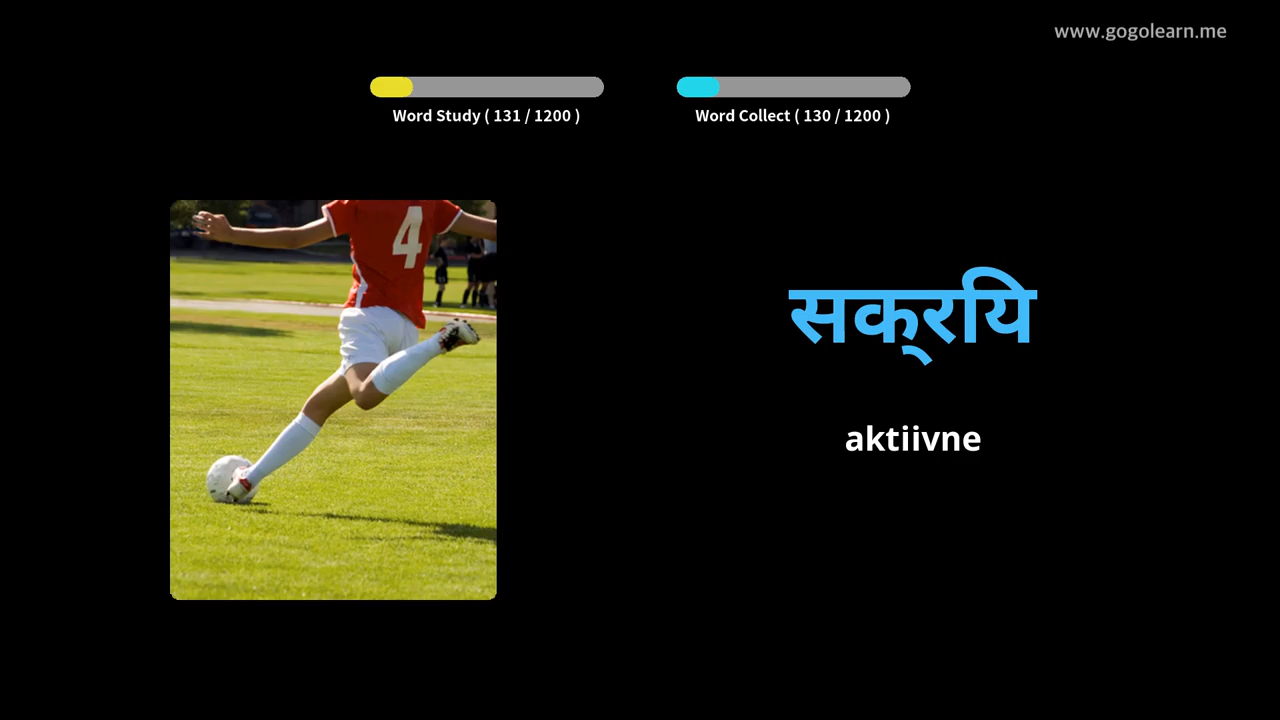 www.gogolearn.me
Word Study ( 131 / 1200 )
Word Collect ( 130 / 1200 )
सक्‌रयि
4
aktiivne